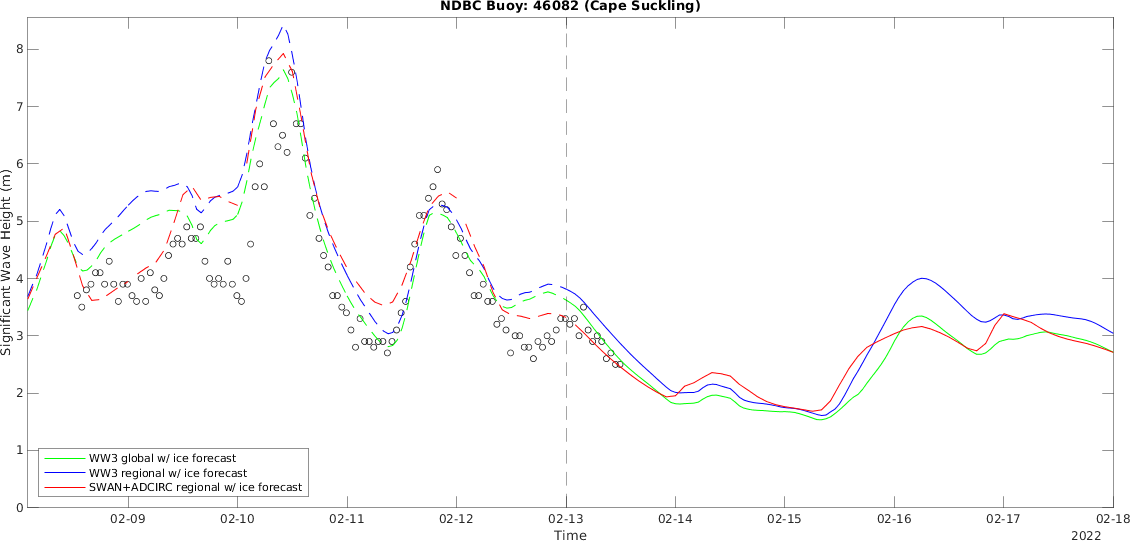 NDBC Buoy: 46082 (Cape Suckling)
Significant Wave Height (m)
8
7
6
5
4
3
2
1
0
WW3 global w/ ice forecast
WW3 regional w/ ice forecast
SWAN+ADCIRC regional w/ ice forecast
02-09 02-10 02-11 02-12 02-13 02-14 02-15 02-16 02-17 02-18
Time
2022